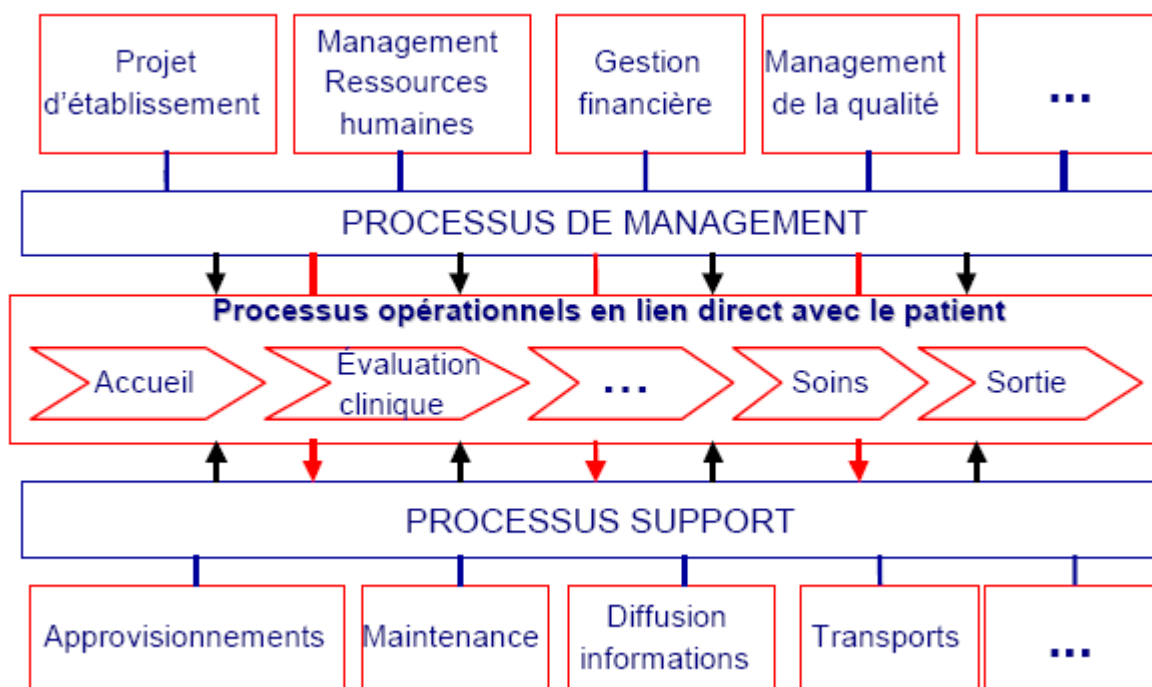 Projet
d'établissement
Management
Ressources
humaines
Gestion
financière
Management
de la qualité
...
PROCESSUS DE MANAGEMENT
Processus opérationnels en lien direct avec le patient
Accueil
Évaluation
clinique
...
Soins
Sortie
PROCESSUS SUPPORT
Approvisionnements
Maintenance
Diffusion
informations
Transports
...